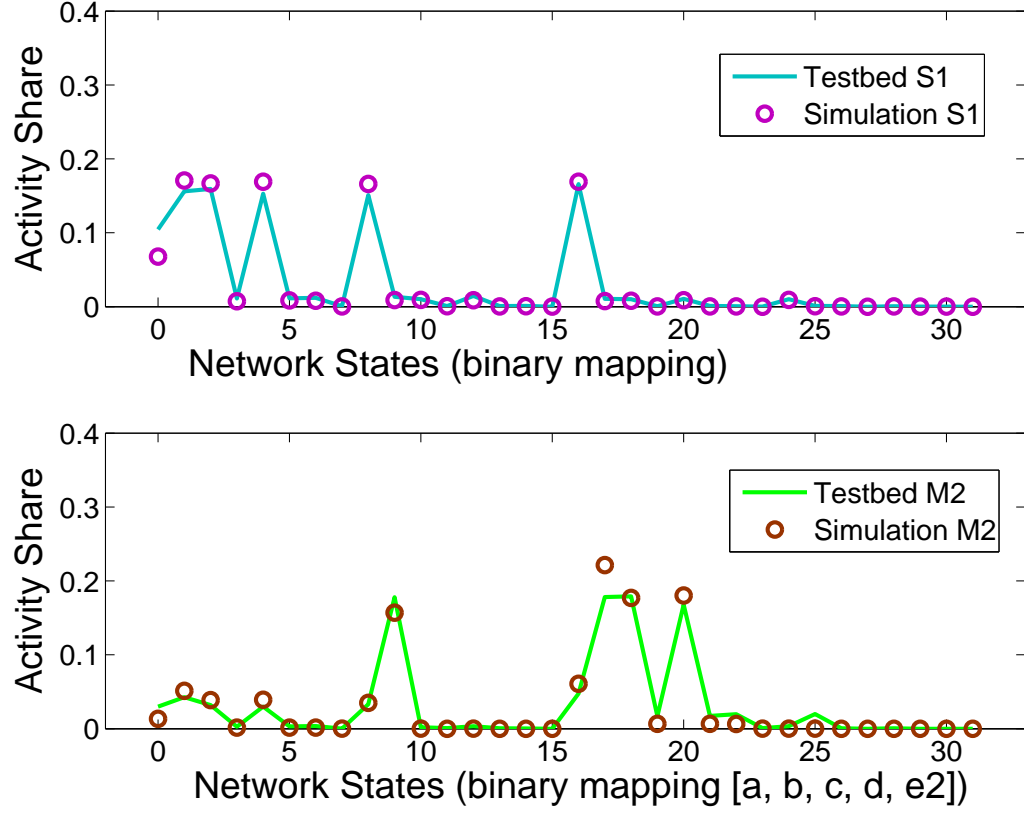 0.4
0.3
0.2
0.1
0
Activity Share
Testbed S1
Simulation S1
0 5 10 15 20 25 30
Network States (binary mapping)
0.4
0.3
0.2
0.1
0
Activity Share
Testbed M2
Simulation M2
0 5 10 15 20 25 30
Network States (binary mapping [a, b, c, d, e2])